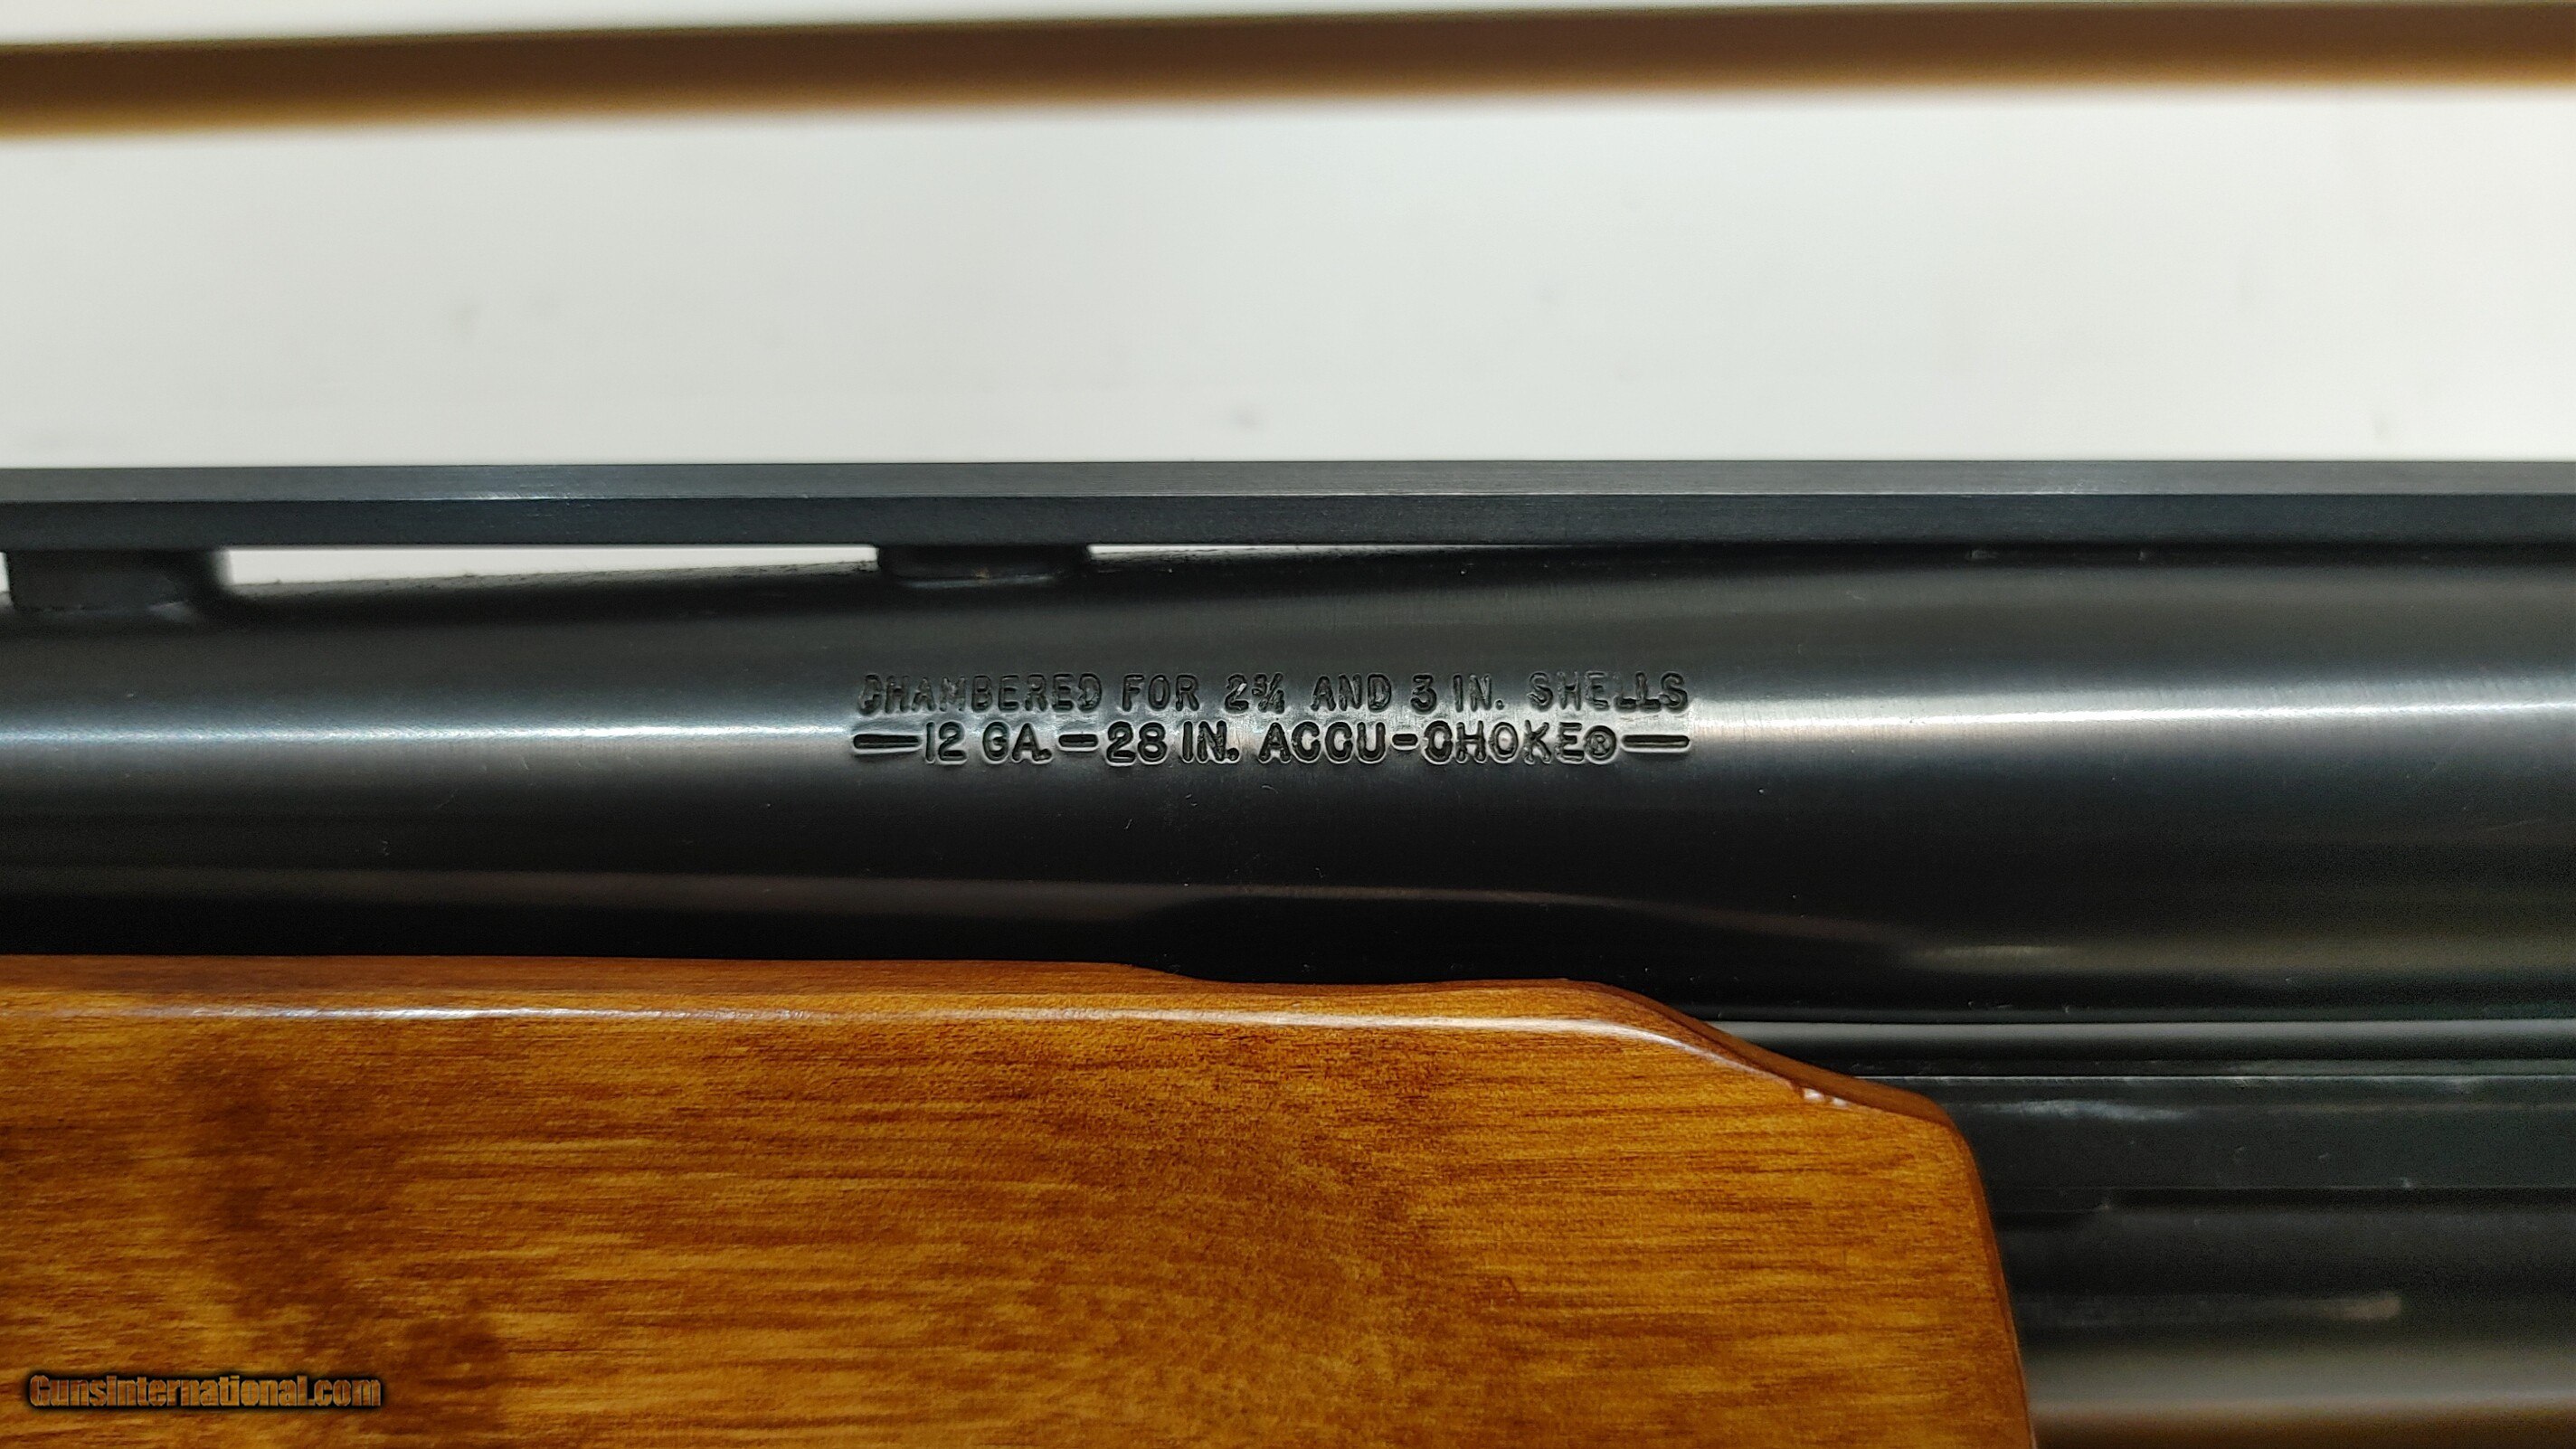 CHAMBERED FOR 2¾ AND 3 IN. SHELLS
—12 GA.—28 IN. ACCU-CHOKE®—
GunsInternational.com